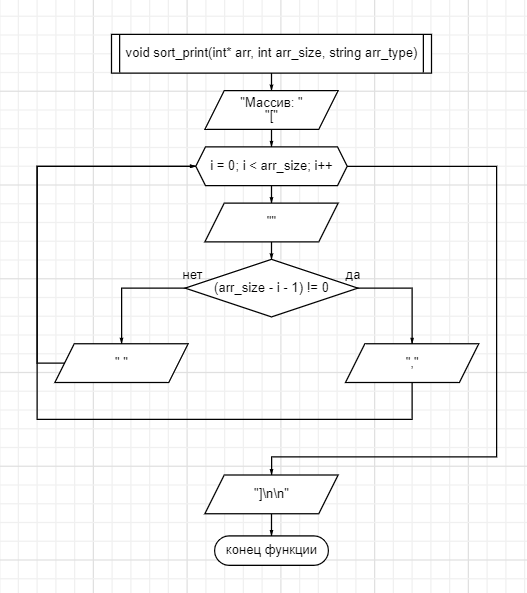 void sort_print(int* arr, int arr_size, string arr_type)
"Массив: "
"["
i = 0; i < arr_size; i++
""
нет
(arr_size - i - 1) != 0
да
" "
","
"]\n\n"
конец функции